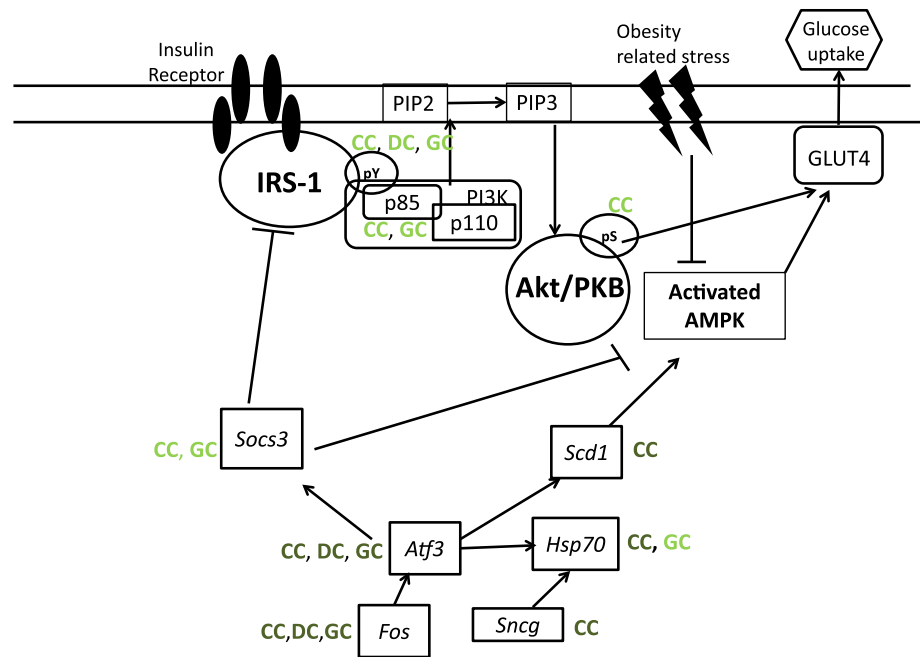 Insulin
Receptor
Obesity
related stress
Glucose
uptake
PIP2
PIP3
CC, DC, GC
IRS-1
pY
PI3K
p85
p110
CC, GC
CC
pS
GLUT4
Akt/PKB
Activated
AMPK
CC, GC
Socs3
Scd1
CC
CC, DC, GC
Atf3
Hsp70
CC, GC
CC,DC,GC
Fos
Sncg
CC